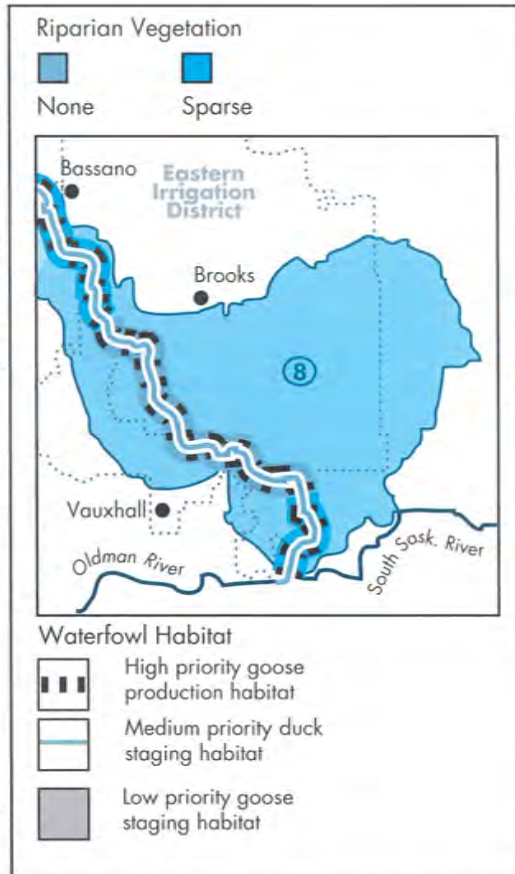 Riparian Vegetation
None
Sparse
Bassano
Eastern
Irrigation
District
Brooks
8
Vauxhall
Oldman River
South Sask. River
Waterfowl Habitat
High priority goose
production habitat
Medium priority duck
staging habitat
Low priority goose
staging habitat